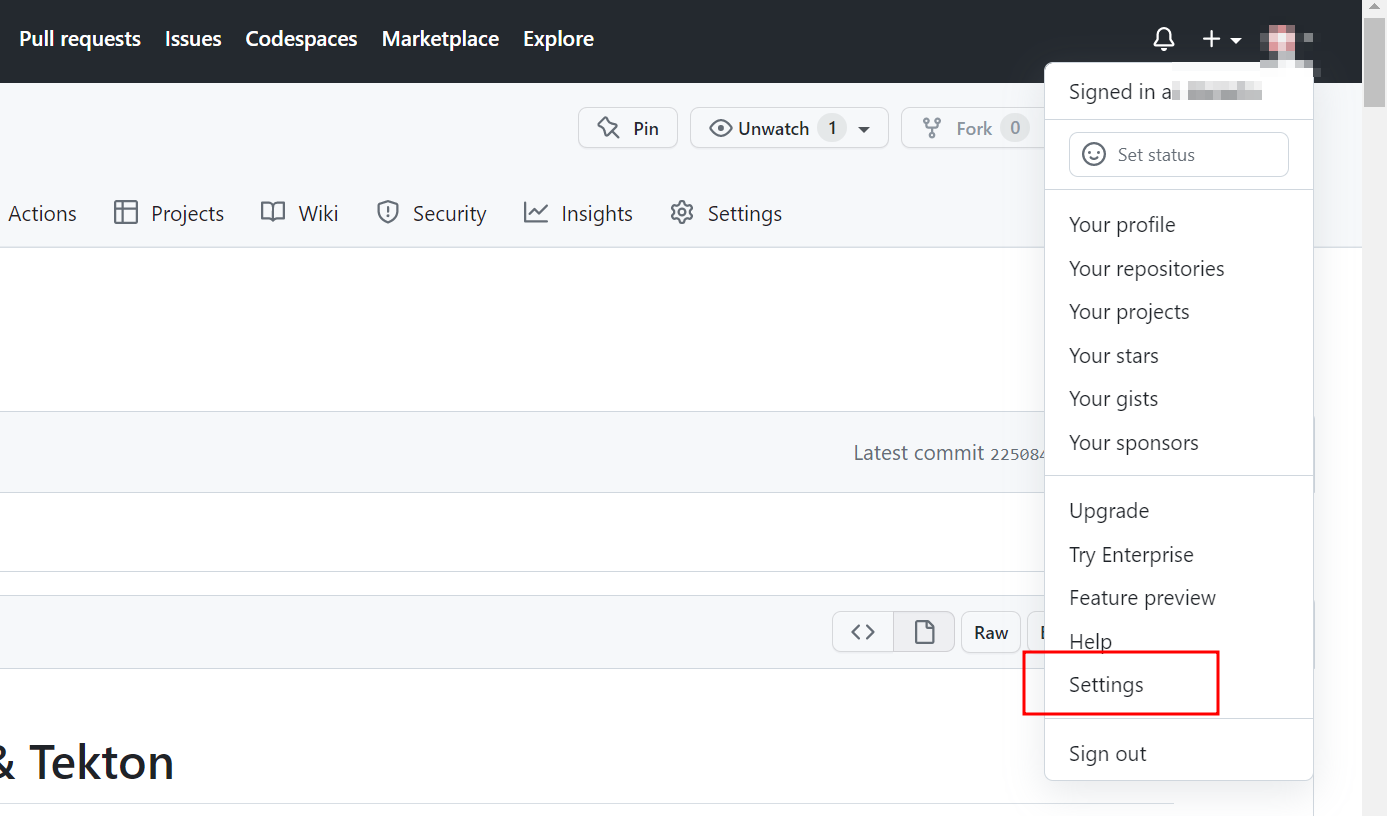 Pull requests Issues Codespaces Marketplace Explore
Signed in
Pin Unwatch 1 Fork 0
Set status
Actions Projects Wiki Security Insights Settings
Your profile
Your repositories
Your projects
Your stars
Your gists
Your sponsors
Latest commit 225084
Upgrade
Try Enterprise
Feature preview
Raw
Help
Settings
& Tekton
Sign out